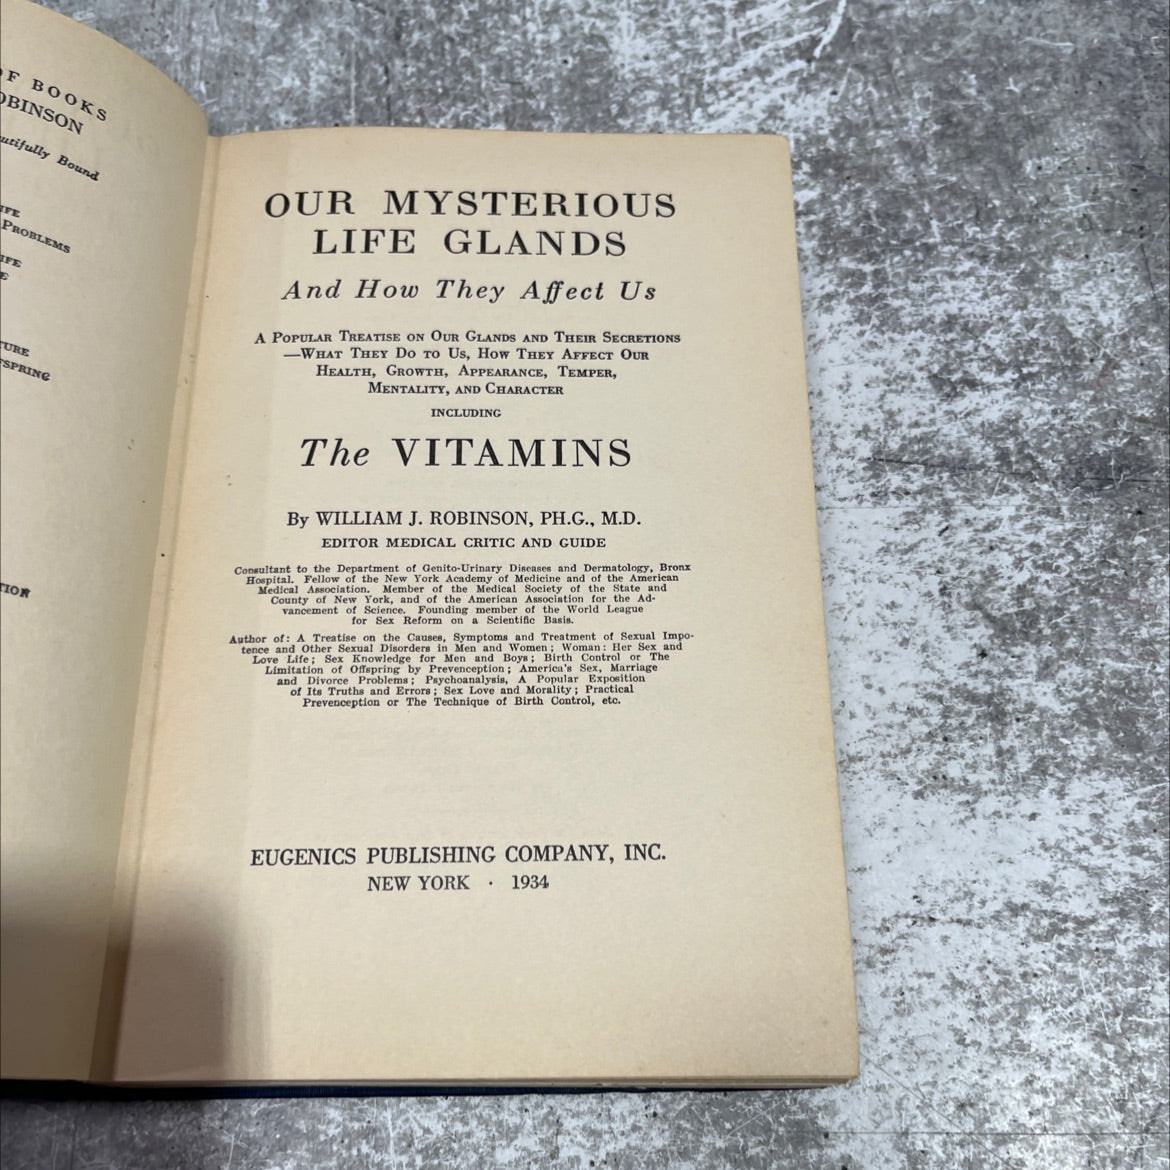 OF BOOKS
ROBINSON
Bound
LIFE
PROBLEMS
LIFE
OFFSPRING
OUR MYSTERIOUS
LIFE GLANDS
And How They Affect Us
A POPULAR TREATISE ON OUR GLANDS AND THEIR SECRETIONS
—WHAT THEY DO TO US, HOW THEY AFFECT OUR
HEALTH, GROWTH, APPEARANCE, TEMPER,
MENTALITY, AND CHARACTER
INCLUDING
The VITAMINS
By WILLIAM J. ROBINSON, PH.G., M.D.
EDITOR MEDICAL CRITIC AND GUIDE
Consultant to the Department of Genito-Urinary Diseases and Dermatology, Bronx
Hospital. Fellow of the New York Academy of Medicine and of the American
Medical Association. Member of the Medical Society of the State and
County of New York, and of the American Association for the Ad-
vancement of Science. Founding member of the World League
for Sex Reform on a Scientific Basis.
Author of: A Treatise on the Causes, Symptoms and Treatment of Sexual Impo-
tence and Other Sexual Disorders in Men and Women; Woman: Her Sex and
Love Life; Sex Knowledge for Men and Boys; Birth Control or The
Limitation of Offspring by Prevenception; America's Sex, Marriage
and Divorce Problems; Psychoanalysis, A Popular Exposition
of Its Truths and Errors; Sex Love and Morality; Practical
Prevenception or The Technique of Birth Control, etc.
EUGENICS PUBLISHING COMPANY, INC.
NEW YORK · 1934